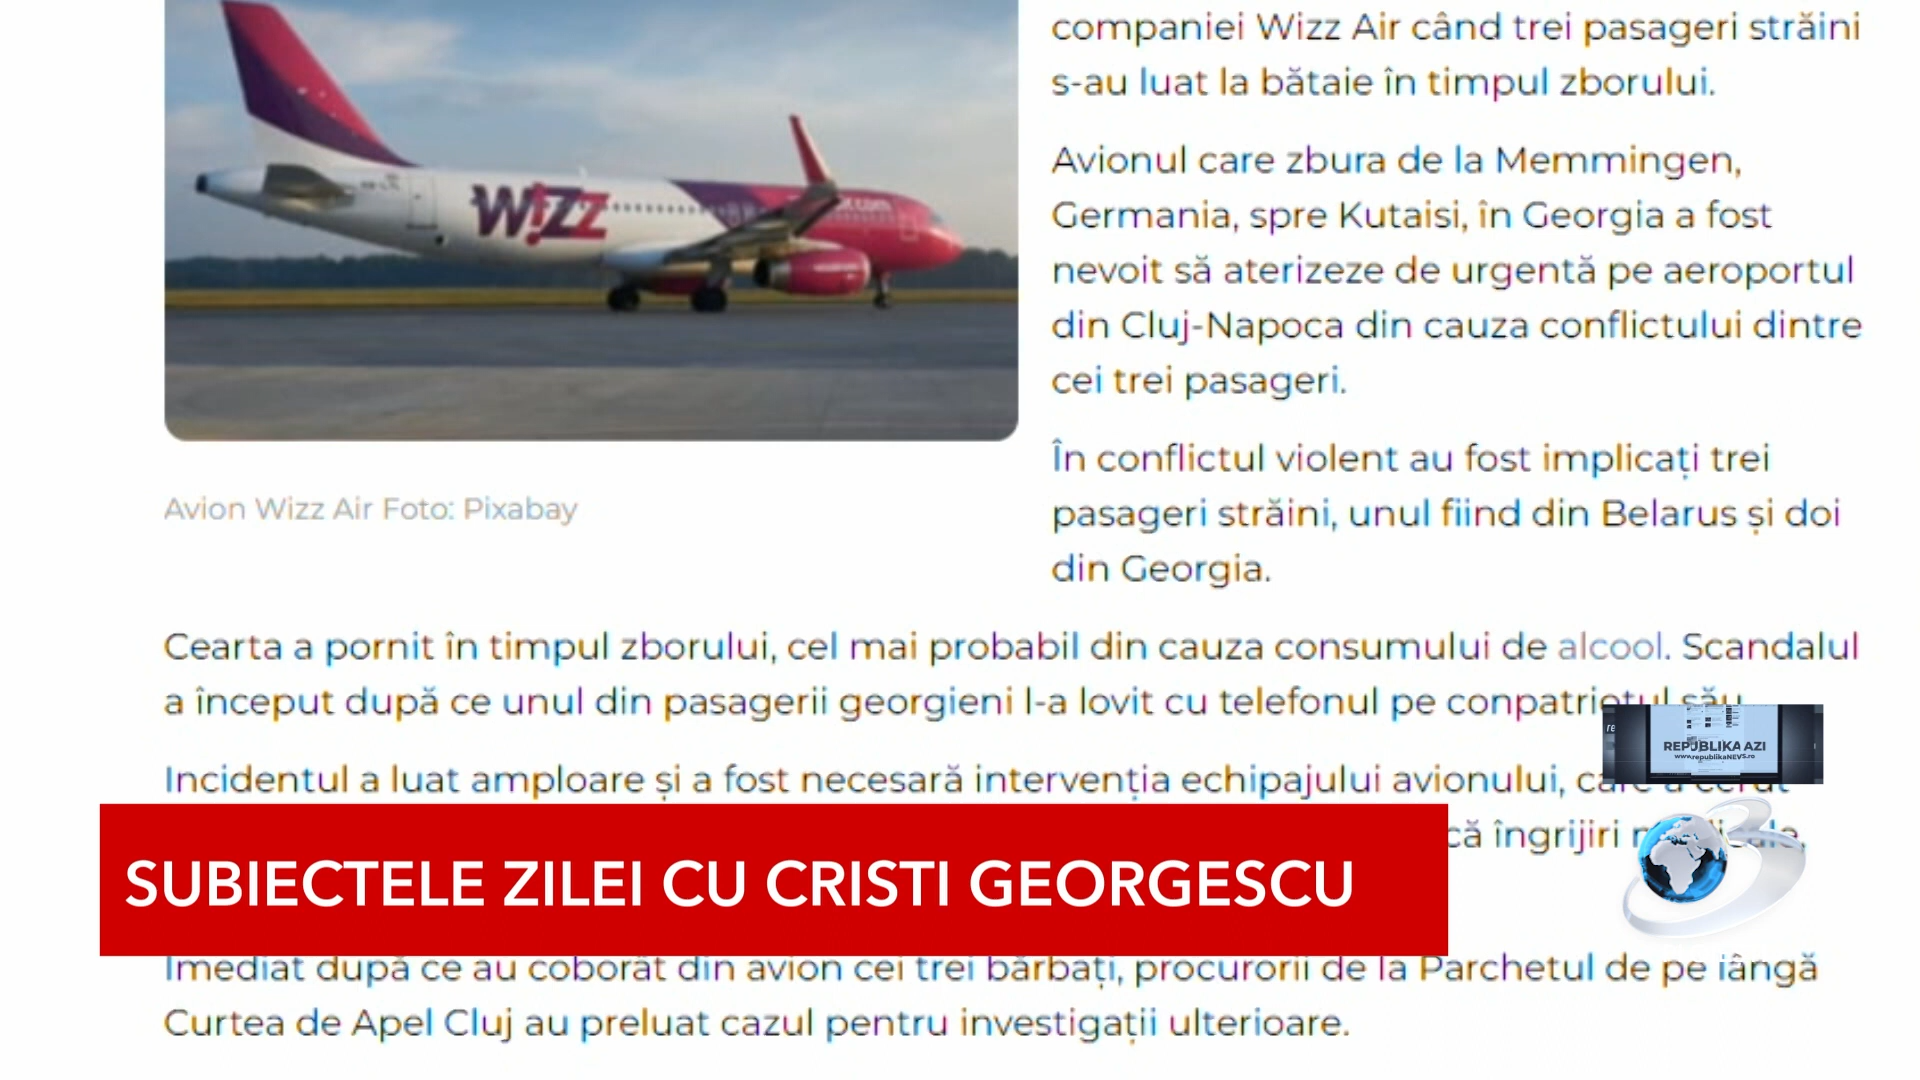 companiei Wizz Air când trei pasageri străini
s-au luat la bătaie în timpul zborului.
Avionul care zbura de la Memmingen,
Germania, spre Kutaisi, în Georgia a fost
nevoit să aterizeze de urgentă pe aeroportul
din Cluj-Napoca din cauza conflictului dintre
cei trei pasageri.
În conflictul violent au fost implicați trei
pasageri străini, unul fiind din Belarus și doi
din Georgia.
WIZZ
Avion Wizz Air Foto: Pixabay
Cearta a pornit în timpul zborului, cel mai probabil din cauza consumului de alcool. Scandalul
a început după ce unul din pasagerii georgieni l-a lovit cu telefonul pe conpatriotul său
Incidentul a luat amploare și a fost necesară intervenția echipajului avionului, care a cerut
că îngrijiri
REPUBLIKA AZI
www.republikaNEWS.ro
SUBIECTELE ZILEI CU CRISTI GEORGESCU
Imediat după ce au coborât din avion cei trei bărbați, procurorii de la Parchetul de pe lângă
Curtea de Apel Cluj au preluat cazul pentru investigații ulterioare.